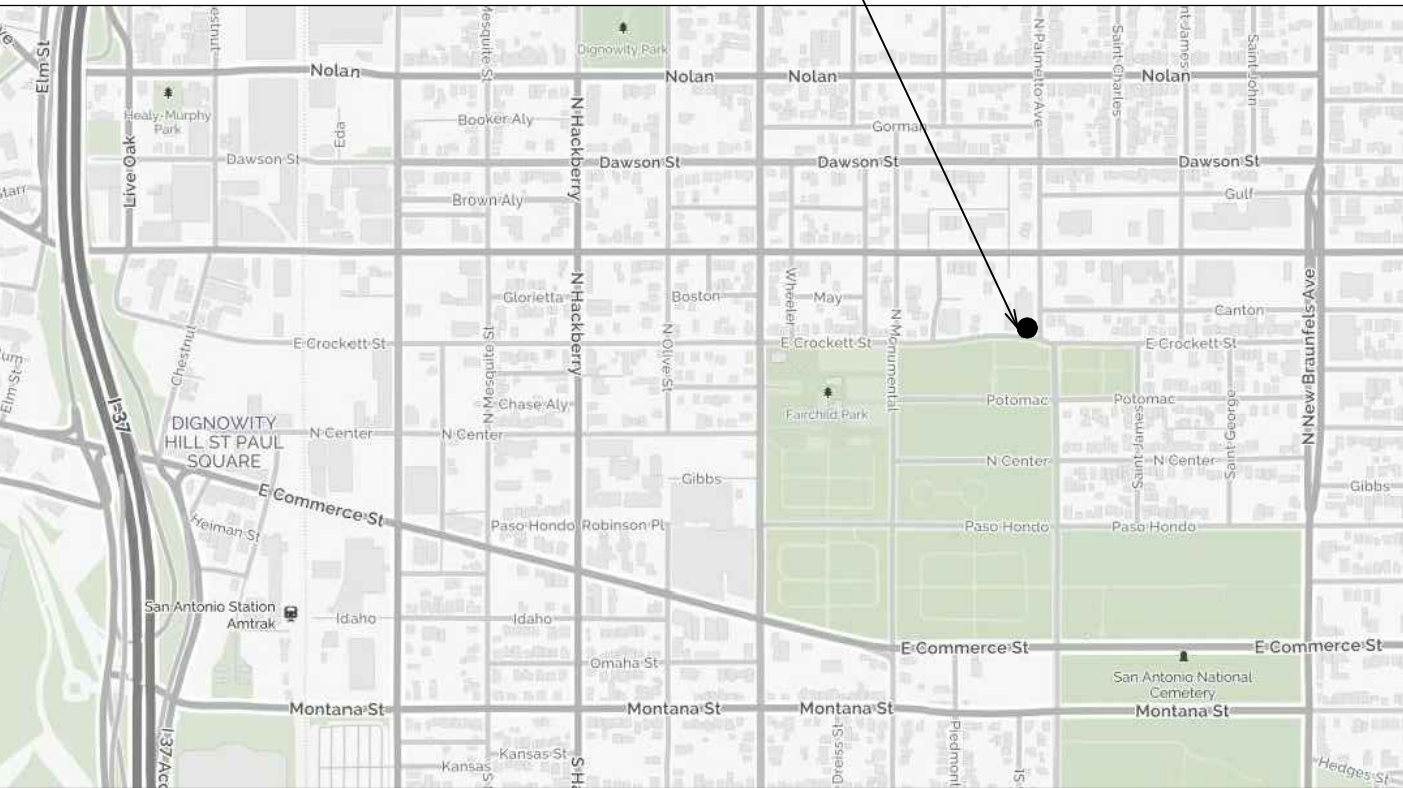 Elm St
Nolan
Dignowity Park
Nolan
Nolan
N Palmetto Ave
Saint Charles
Nolan
Saint John
Healy-Murphy
Park
Live Oak
Eda
Booker Aly
N Hackberry
Gorman
Dawson St
Dawson St
Dawson St
Dawson St
Starr
Brown Aly
Gulf
Glorietta
N Hackberry
Boston
Wheeler
May
N Monumental
Canton
N New Braunfels Ave
Chestnut
E Crockett St
N Mesquite St
N Olive St
E Crockett St
E Crockett St
Elm St
I-37
Chase Aly
Fairchild Park
Potomac
Potomac
DIGNOWITY
HILL ST PAUL
SQUARE
N Center
N Center
N Center
Saint James
N Center
Saint George
Gibbs
Gibbs
E Commerce St
Heiman St
Paso Hondo
Robinson Pl
Paso Hondo
Paso Hondo
San Antonio Station
Amtrak
Idaho
Idaho
E Commerce St
E Commerce St
Omaha St
San Antonio National
Cemetery
Montana St
Montana St
Montana St
Montana St
Dreiss St
Piedmont
Kansas St
Kansas
Hedges St